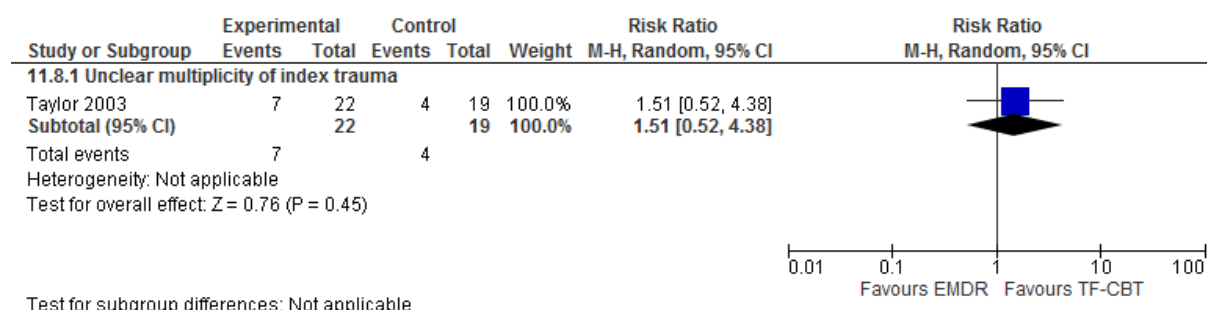 Experimental Control Risk Ratio Risk Ratio
Study or Subgroup Events Total Events Total Weight M-H, Random, 95% CI M-H, Random, 95% CI
11.8.1 Unclear multiplicity of index trauma
Taylor 2003 7 22 4 19 100.0% 1.51 [0.52, 4.38]
Subtotal (95% CI) 22 19 100.0% 1.51 [0.52, 4.38]
Total events 7 4
Heterogeneity: Not applicable
Test for overall effect: Z = 0.76 (P = 0.45)
0.01 0.1 1 10 100
Favours EMDR Favours TF-CBT
Test for subgroup differences: Not applicable